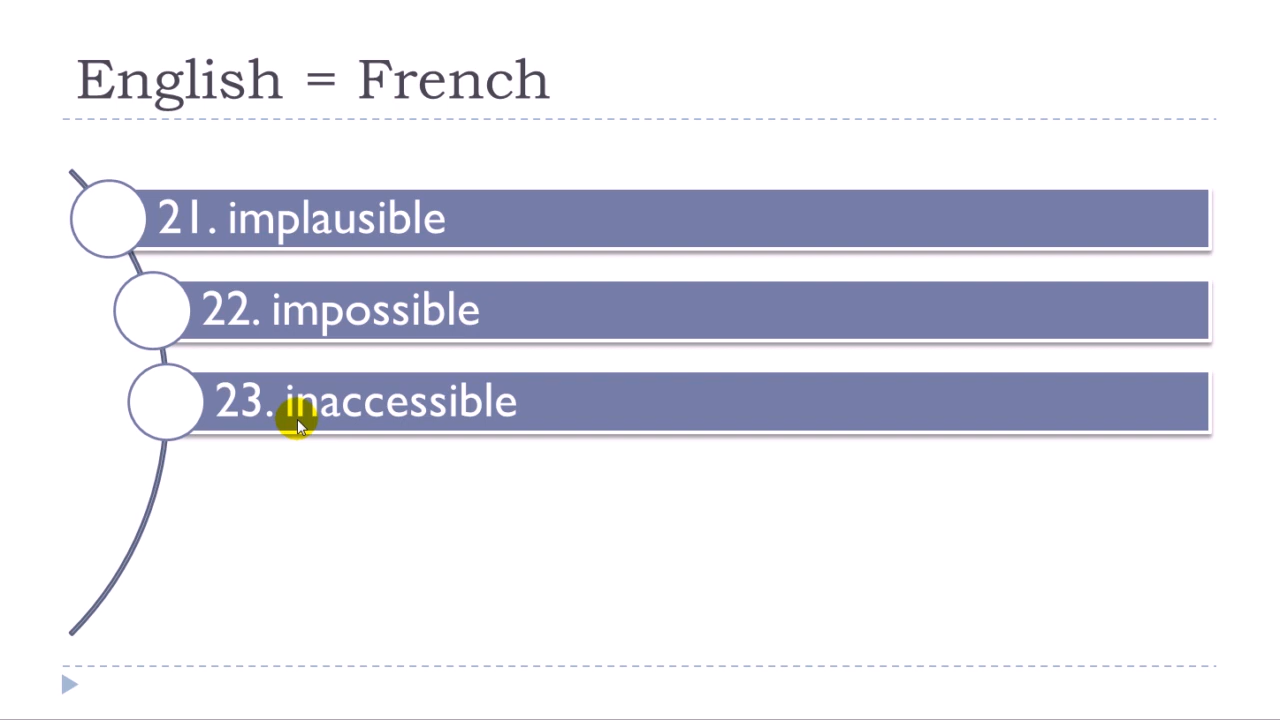 English = French
21. implausible
22. impossible
23. inaccessible